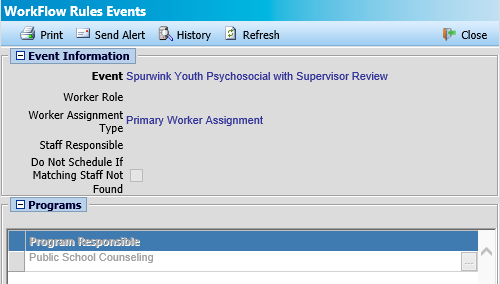 WorkFlow Rules Events
Print Send Alert History Refresh Close
Event Information
Event Spurwink Youth Psychosocial with Supervisor Review
Worker Role
Worker Assignment
Type Primary Worker Assignment
Staff Responsible
Do Not Schedule If
Matching Staff Not
Found
Programs
Program Responsible
Public School Counseling ...